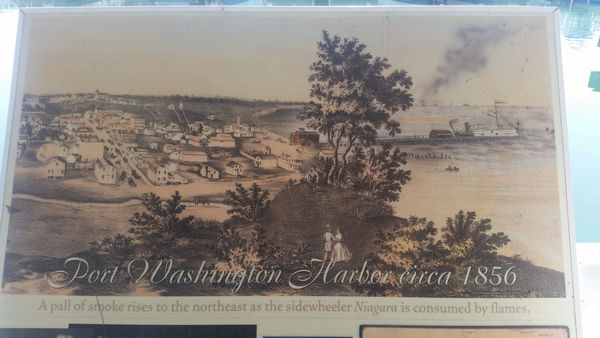 Port Washington Harbor circa 1856
A pall of smoke rises to the northeast as the sidewheeler Niagara is consumed by flames.